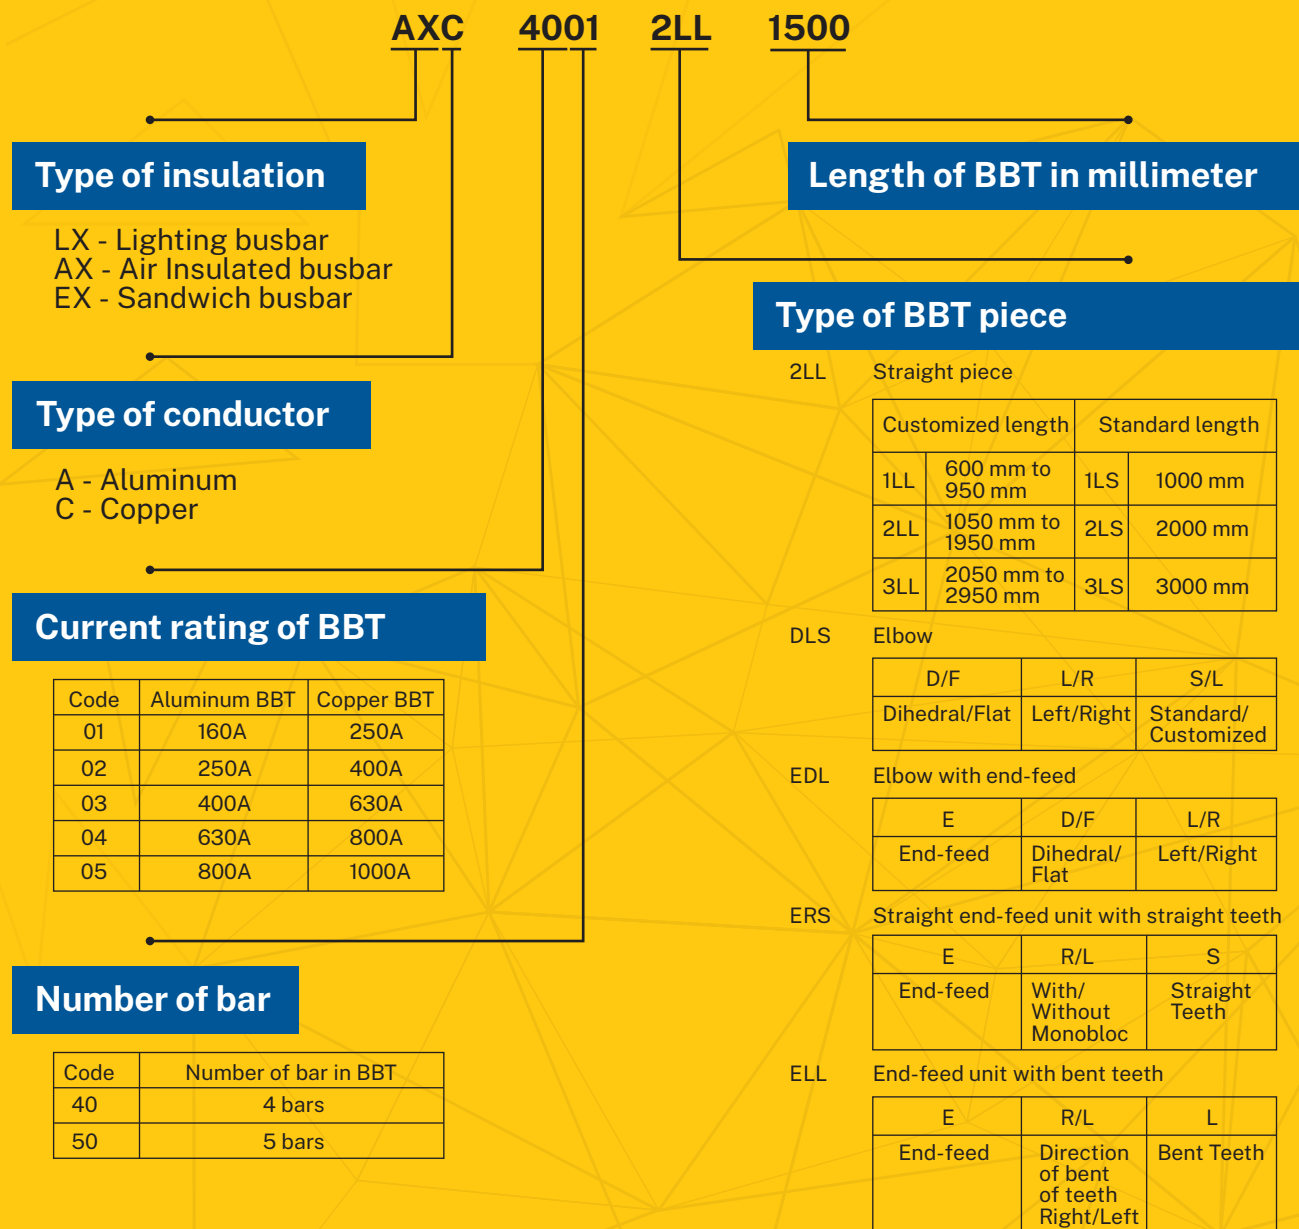 AXC 4001 2LL 1500
Type of insulation
LX - Lighting busbar
AX - Air Insulated busbar
EX - Sandwich busbar
Type of conductor
A - Aluminum
C - Copper
Current rating of BBT
Code Aluminum BBT Copper BBT
01 160A 250A
02 250A 400A
03 400A 630A
04 630A 800A
05 800A 1000A
Number of bar
Code Number of bar in BBT
40 4 bars
50 5 bars
Length of BBT in millimeter
Type of BBT piece
2LL Straight piece
Customized length Standard length
1LL 600 mm to
950 mm 1LS 1000 mm
2LL 1050 mm to
1950 mm 2LS 2000 mm
3LL 2050 mm to
2950 mm 3LS 3000 mm
DLS Elbow
D/F L/R S/L
Dihedral/Flat Left/Right Standard/
Customized
EDL Elbow with end-feed
E D/F L/R
End-feed Dihedral/
Flat Left/Right
ERS Straight end-feed unit with straight teeth
E R/L S
End-feed With/
Without
Monobloc Straight
Teeth
ELL End-feed unit with bent teeth
E R/L L
End-feed Direction
of bent
of teeth
Right/Left Bent Teeth